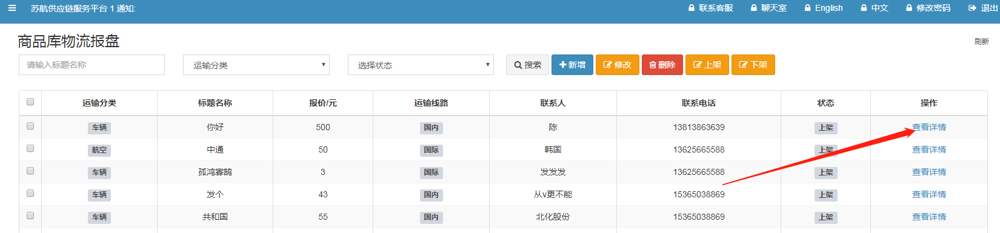 苏航供应链服务平台 1 通知: 联系客服 聊天室 English 中文 修改密码 退出
商品库物流报盘 刷新
请输入标题名称 运输分类 选择状态 搜索 新增 修改 删除 上架 下架
运输分类 标题名称 报价/元 运输线路 联系人 联系电话 状态 操作
车辆 你好 500 国内 陈 13813863639 上架 查看详情
航空 中通 50 国际 韩国 13625665588 上架 查看详情
车辆 孤鸿寡鹄 3 国际 发发发 13625665588 上架 查看详情
车辆 发个 43 国内 从v更不能 15365038869 上架 查看详情
车辆 共和国 55 国内 北化股份 15365038869 上架 查看详情